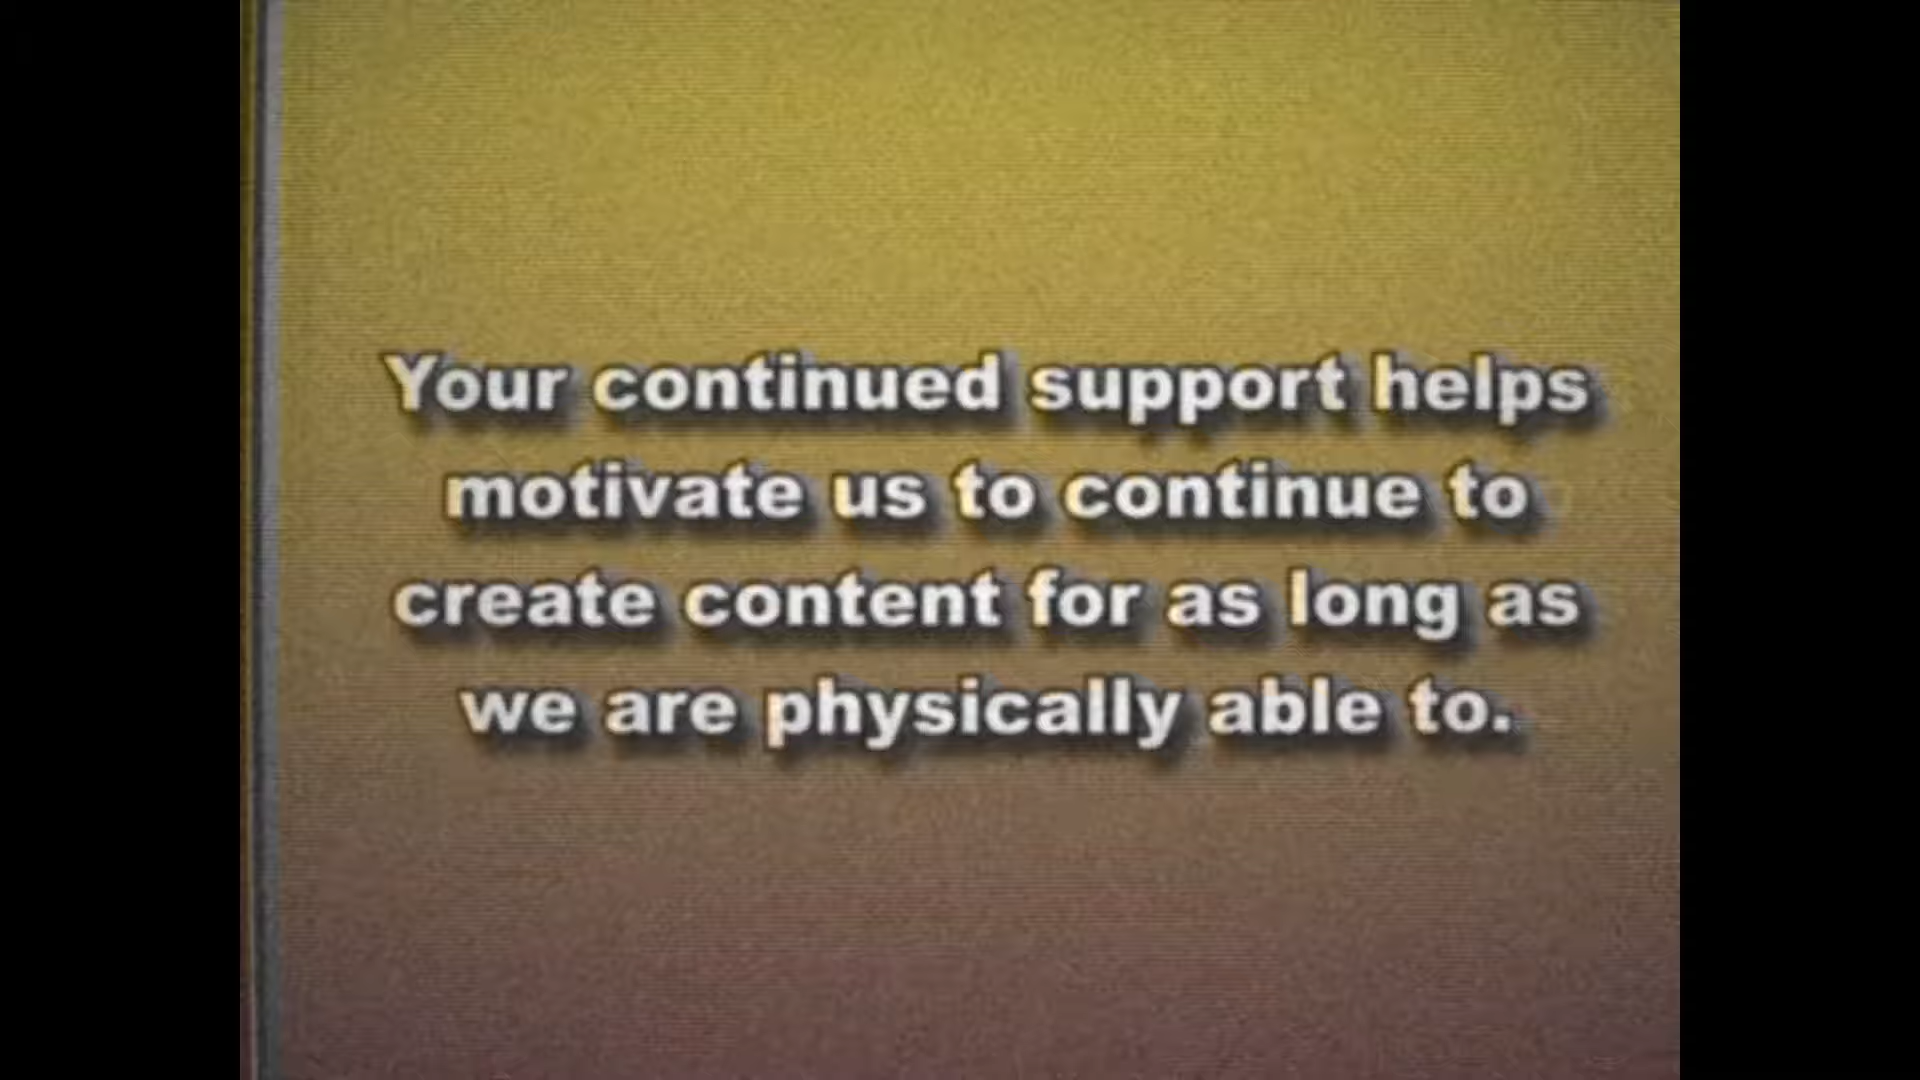 Your continued support helps
motivate us to continue to
create content for as long as
we are physically able to.